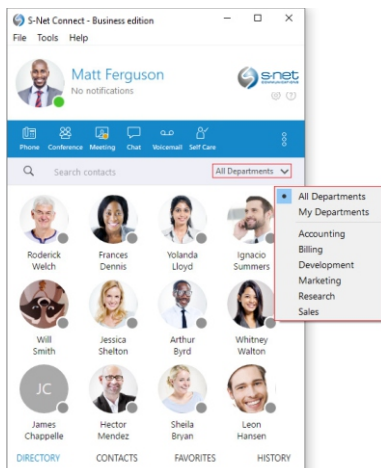 S-Net Connect - Business edition
File Tools Help
Matt Ferguson
No notifications
s-net
COMMUNICATIONS
Phone Conference Meeting Chat Voicemail Self Care
Search contacts
All Departments
All Departments
My Departments
Accounting
Billing
Development
Marketing
Research
Sales
Roderick Welch
Frances Dennis
Yolanda Lloyd
Ignacio Summers
Will Smith
Jessica Shelton
Arthur Byrd
Whitney Walton
JC
James Chappelle
Hector Mendez
Sheila Bryan
Leon Hansen
DIRECTORY CONTACTS FAVORITES HISTORY